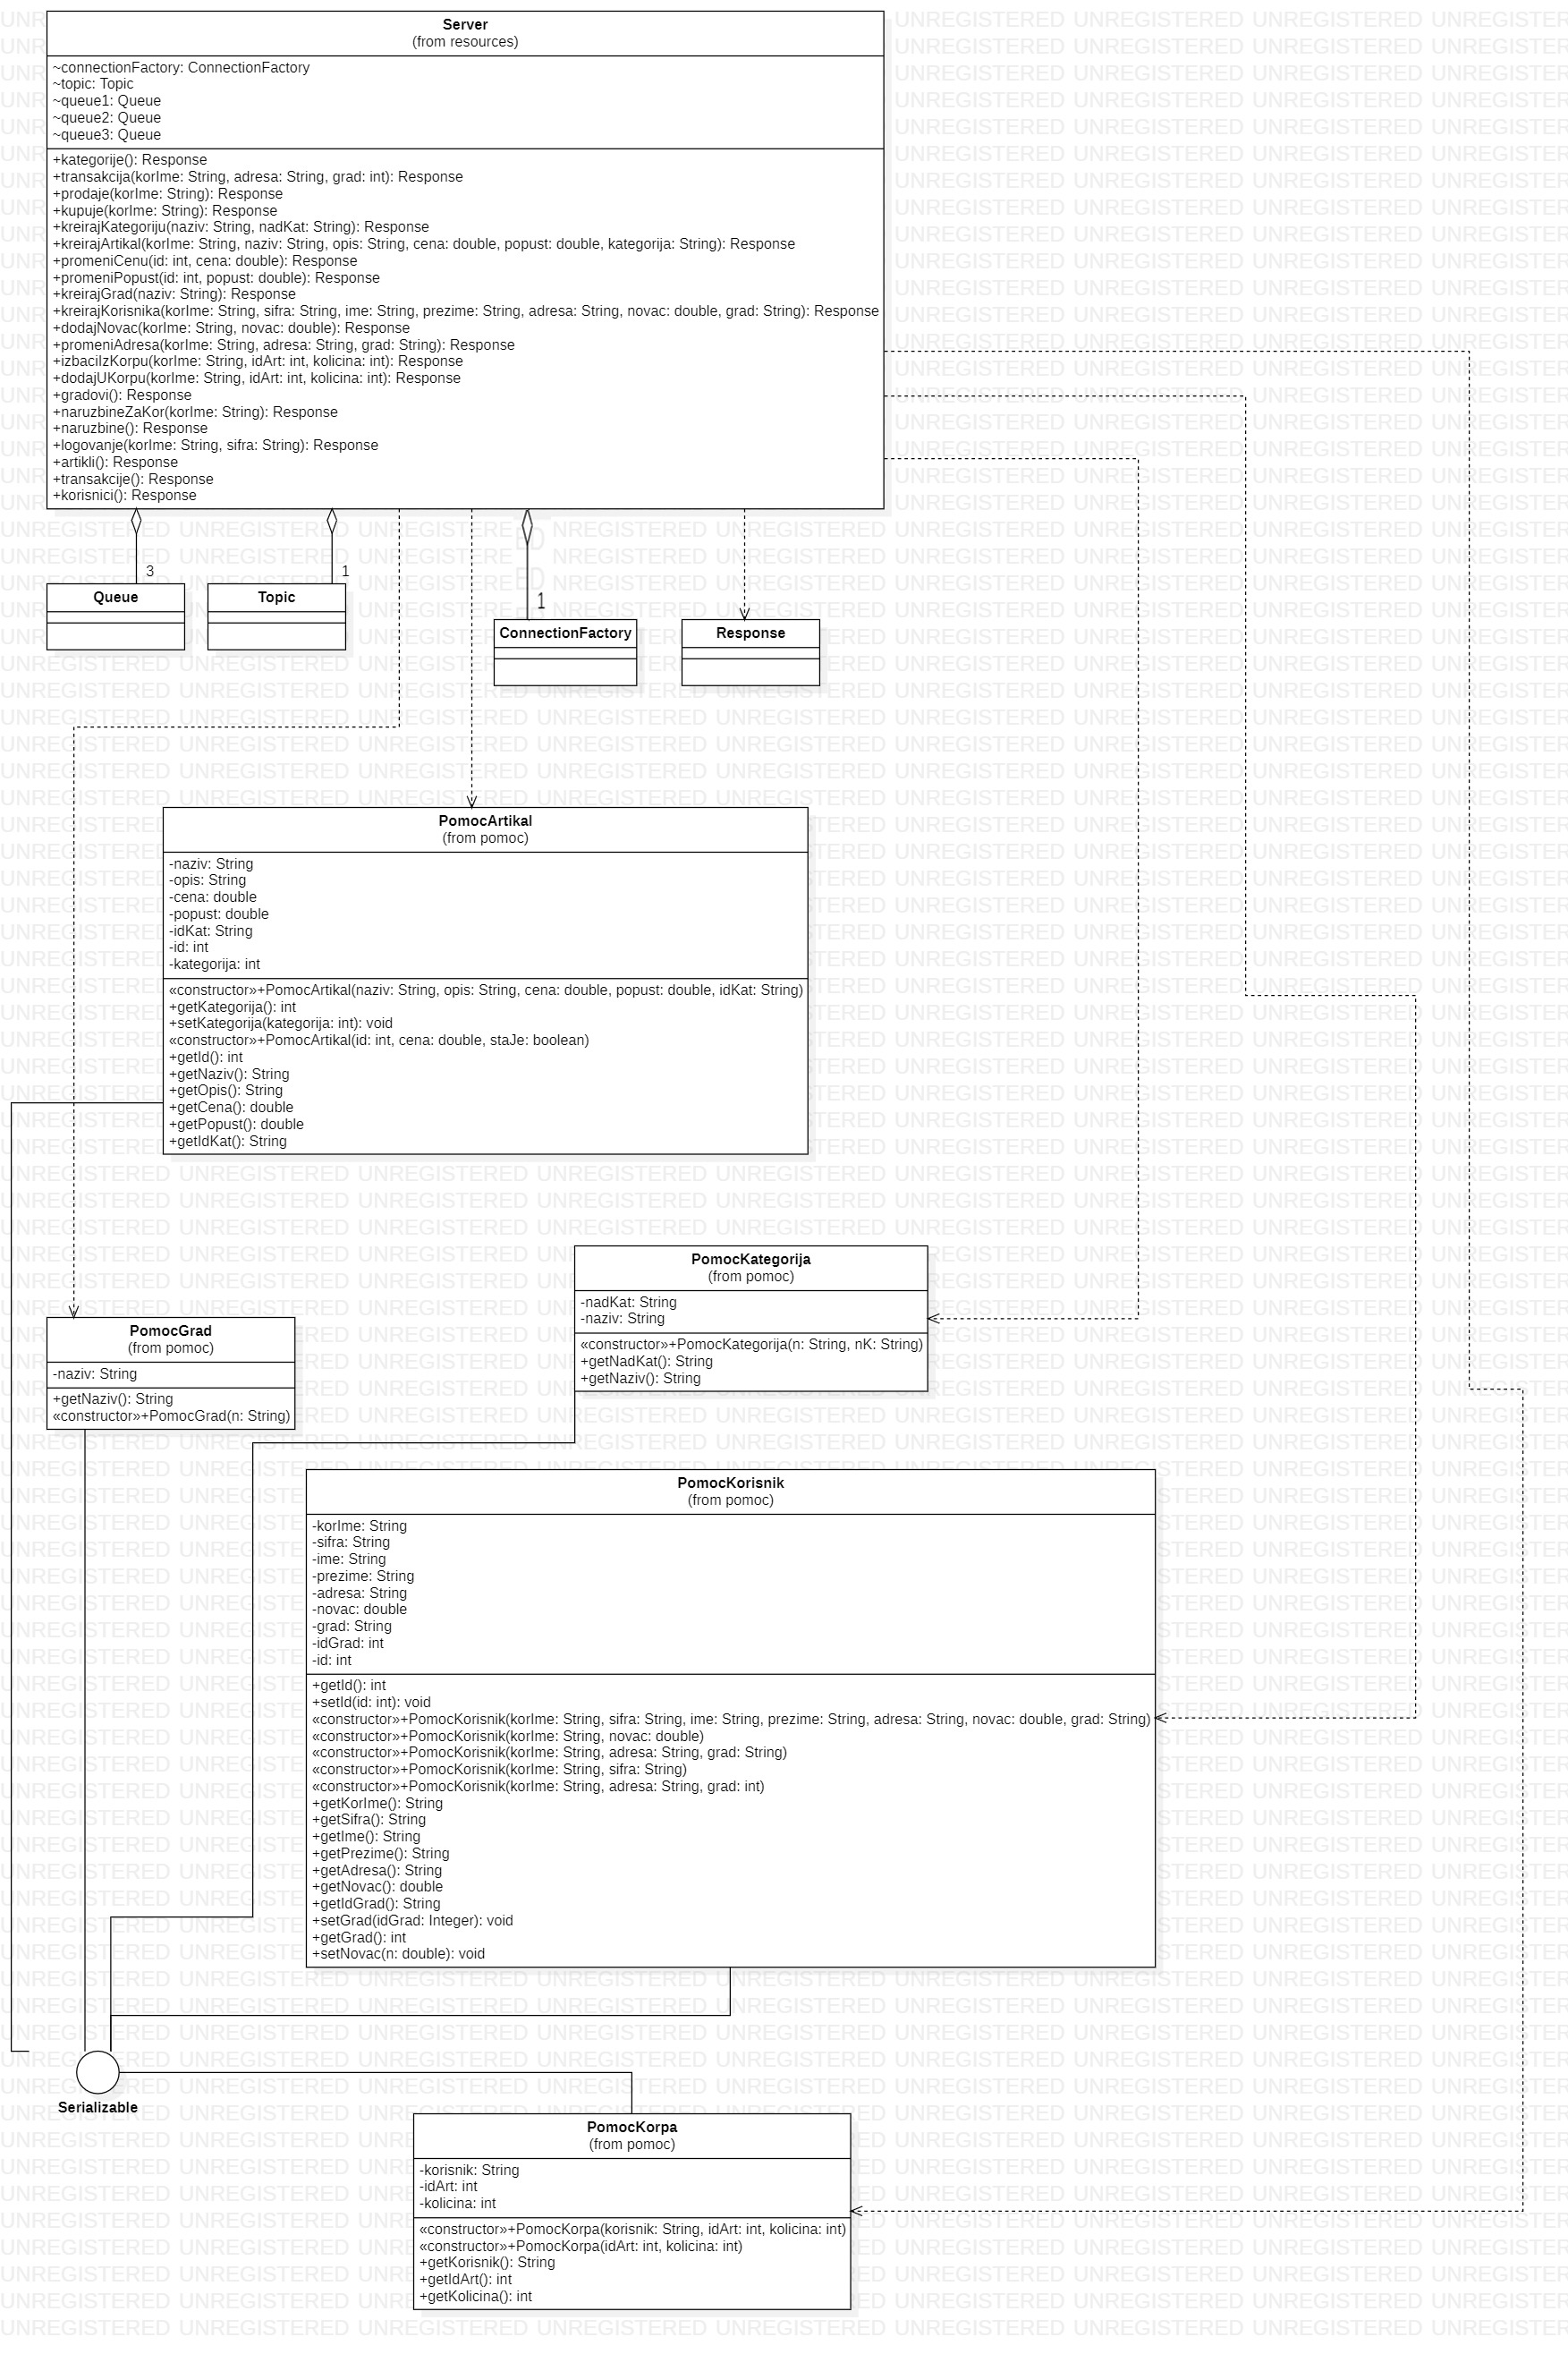 Server
(from resources)
~connectionFactory: ConnectionFactory
~topic: Topic
~queue1: Queue
~queue2: Queue
~queue3: Queue
+kategorije(): Response
+transakcija(korIme: String, adresa: String, grad: int): Response
+prodaje(korIme: String): Response
+kupuje(korIme: String): Response
+kreirajKategoriju(naziv: String, nadKat: String): Response
+kreirajArtikal(korIme: String, naziv: String, opis: String, cena: double, popust: double, kategorija: String): Response
+promeniCenu(id: int, cena: double): Response
+promeniPopust(id: int, popust: double): Response
+kreirajGrad(naziv: String): Response
+kreirajKorisnika(korIme: String, sifra: String, ime: String, prezime: String, adresa: String, novac: double, grad: String): Response
+dodajNovac(korIme: String, novac: double): Response
+promeniAdresa(korIme: String, adresa: String, grad: String): Response
+izbaciIzKorpu(korIme: String, idArt: int, kolicina: int): Response
+dodajUKorpu(korIme: String, idArt: int, kolicina: int): Response
+gradovi(): Response
+naruzbineZaKor(korIme: String): Response
+naruzbine(): Response
+logovanje(korIme: String, sifra: String): Response
+artikli(): Response
+transakcije(): Response
+korisnici(): Response
3
1
1
Queue
Topic
ConnectionFactory
Response
PomocArtikal
(from pomoc)
-naziv: String
-opis: String
-cena: double
-popust: double
-idKat: String
-id: int
-kategorija: int
«constructor»+PomocArtikal(naziv: String, opis: String, cena: double, popust: double, idKat: String)
+getKategorija(): int
+setKategorija(kategorija: int): void
«constructor»+PomocArtikal(id: int, cena: double, staJe: boolean)
+getId(): int
+getNaziv(): String
+getOpis(): String
+getCena(): double
+getPopust(): double
+getIdKat(): String
PomocKategorija
(from pomoc)
-nadKat: String
-naziv: String
«constructor»+PomocKategorija(n: String, nK: String)
+getNadKat(): String
+getNaziv(): String
PomocGrad
(from pomoc)
-naziv: String
+getNaziv(): String
«constructor»+PomocGrad(n: String)
PomocKorisnik
(from pomoc)
-korIme: String
-sifra: String
-ime: String
-prezime: String
-adresa: String
-novac: double
-grad: String
-idGrad: int
-id: int
+getId(): int
+setId(id: int): void
«constructor»+PomocKorisnik(korIme: String, sifra: String, ime: String, prezime: String, adresa: String, novac: double, grad: String)
«constructor»+PomocKorisnik(korIme: String, novac: double)
«constructor»+PomocKorisnik(korIme: String, adresa: String, grad: String)
«constructor»+PomocKorisnik(korIme: String, sifra: String)
«constructor»+PomocKorisnik(korIme: String, adresa: String, grad: int)
+getKorIme(): String
+getSifra(): String
+getIme(): String
+getPrezime(): String
+getAdresa(): String
+getNovac(): double
+getIdGrad(): String
+setGrad(idGrad: Integer): void
+getGrad(): int
+setNovac(n: double): void
Serializable
PomocKorpa
(from pomoc)
-korisnik: String
-idArt: int
-kolicina: int
«constructor»+PomocKorpa(korisnik: String, idArt: int, kolicina: int)
«constructor»+PomocKorpa(idArt: int, kolicina: int)
+getKorisnik(): String
+getIdArt(): int
+getKolicina(): int
UNREGISTERED